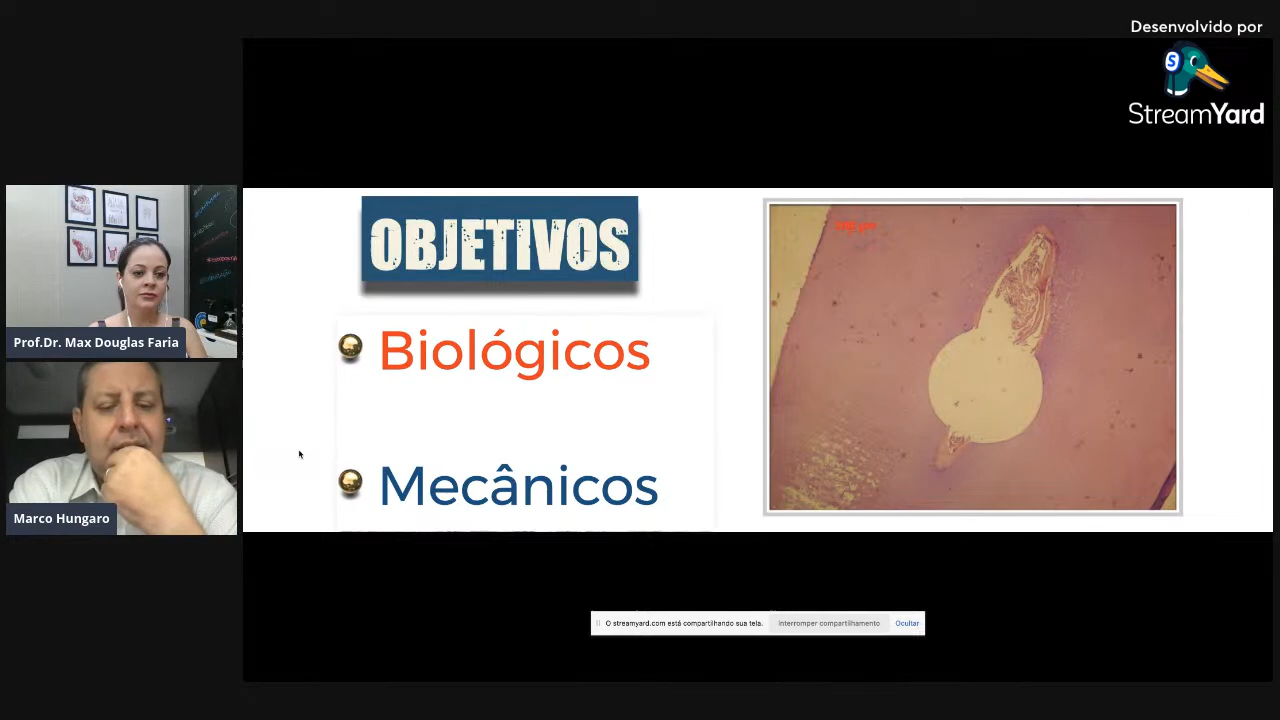 Desenvolvido por
StreamYard
OBJETIVOS
Biológicos
Mecânicos
Prof.Dr. Max Douglas Faria
Marco Hungaro
O streamyard.com está compartilhando sua tela.
Interromper compartilhamento
Ocultar